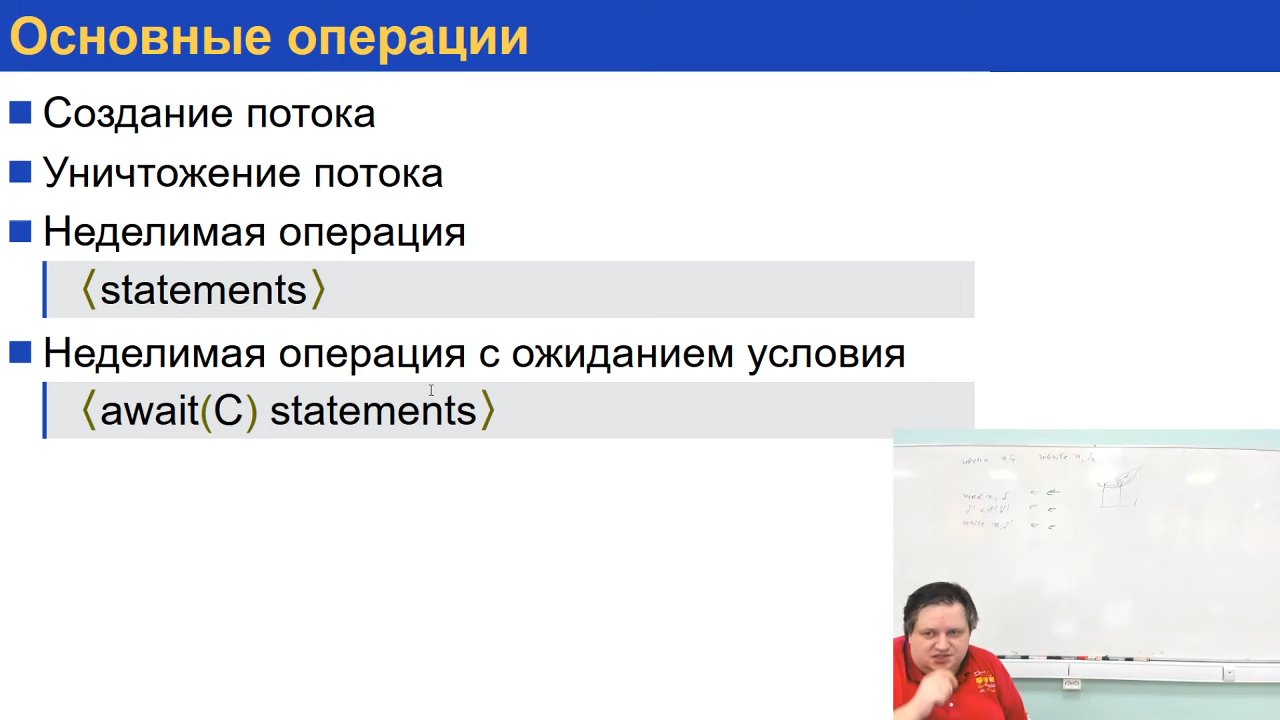 Основные операции
Создание потока
Уничтожение потока
Неделимая операция
⟨statements⟩
Неделимая операция с ожиданием условия
⟨await(C) statements⟩